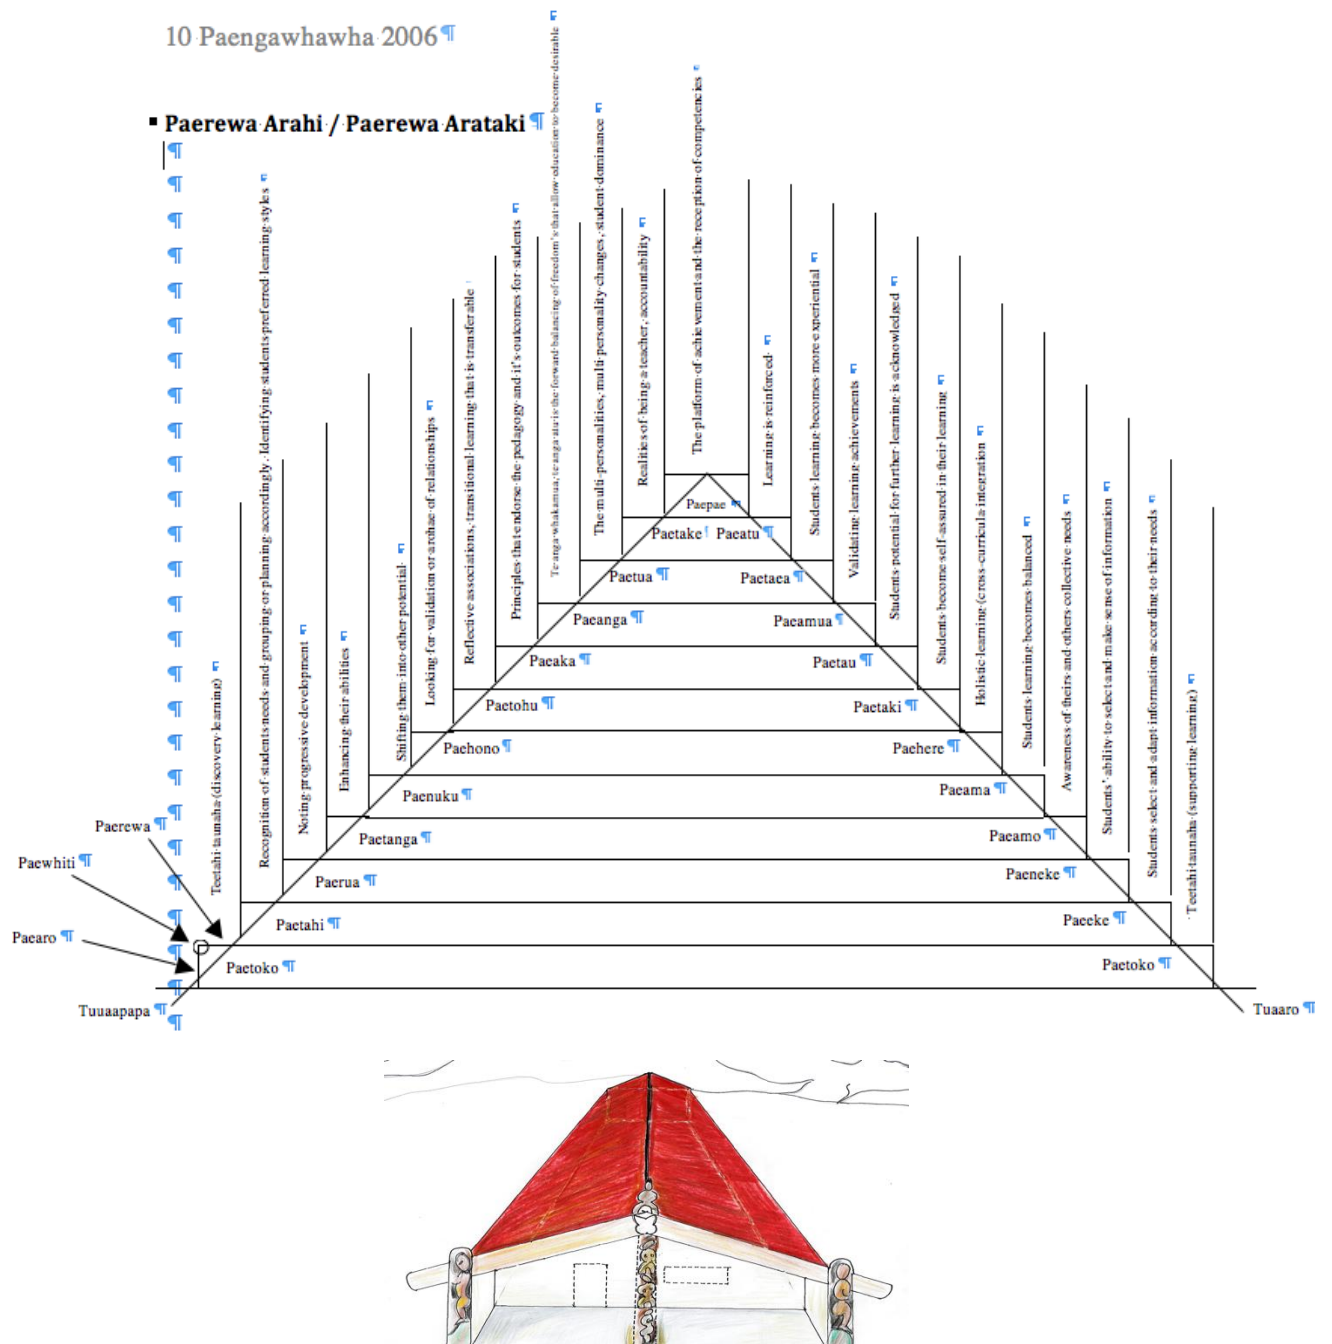 10 Paengawhawha 2006
Paerewa Arahi / Paerewa Arataki
Teetahi taunaha (discovery learning)
Recognition of students needs and grouping or planning accordingly. Identifying students preferred learning styles
Noting progressive development
Enhancing their abilities
Shifting them into other potential
Looking for validation or arohae of relationships
Reflective associations, transitional learning that is transferable
Principles that endorse the pedagogy and it's outcomes for students
Te anga whakamua, te anga atu is the forward balancing of freedom's that allow education to become desirable
The multi-personalities, multi-personality changes, student dominance
Realities of being a teacher, accountability
The platform of achievement and the reception of competencies
Learning is reinforced
Students learning becomes more experiential
Validating learning achievements
Students potential for further learning is acknowledged
Students become self-assured in their learning
Holistic learning (cross-curricula integration
Students learning becomes balanced
Awareness of theirs and others collective needs
Students' ability to select and make sense of information
Students select and adapt information according to their needs
Teetahi taunaha (supporting learning)
Paepae
Paetake Paeatu
Paetua Paetaea
Paeanga Paeamua
Paeaka Paetau
Paetohu Paetaki
Paehono Paehere
Paenuku Paeama
Paetanga Paeamo
Paerua Paeneke
Paetahi Paeeke
Paetoko Paetoko
Paerewa
Paewhiti
Paearo
Tuuaapapa Tuaaro